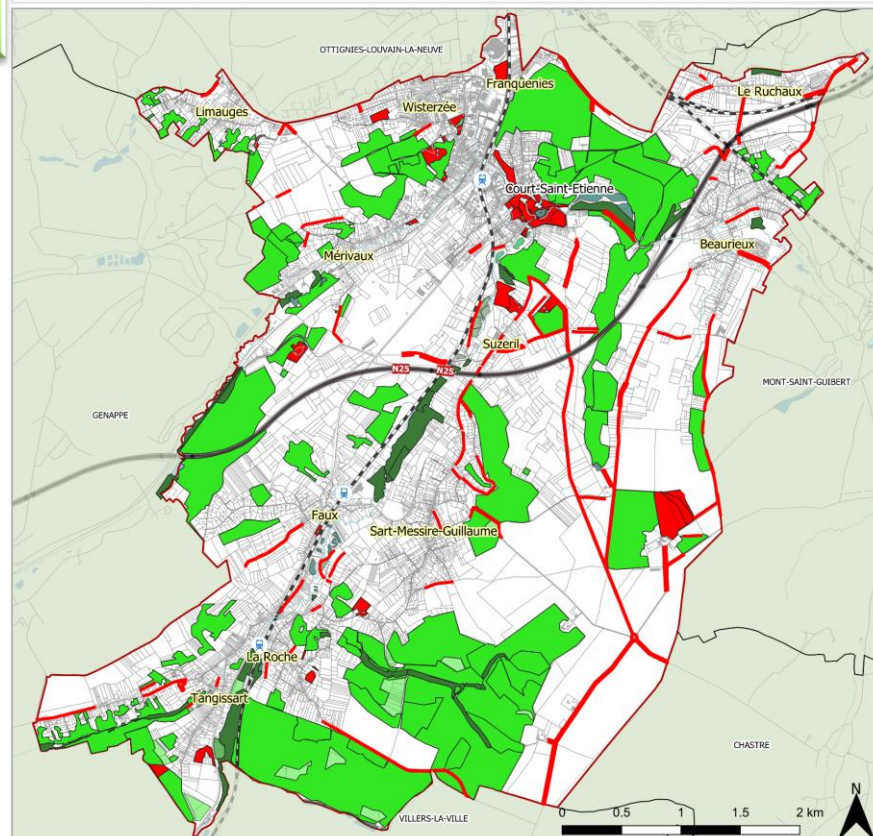 OTTIGNIES-LOUVAIN-LA-NEUVE
Franquenies
Le Ruchaux
Limauges
Wisterzée
Court-Saint-Etienne
Beaurieux
Mérivaux
Suzeril
N25
N25
MONT-SAINT-GUIBERT
GENAPPE
Faux
Sart-Messire-Guillaume
La Roche
Tangissart
CHASTRE
VILLERS-LA-VILLE
N
0 0.5 1 1.5 2 km